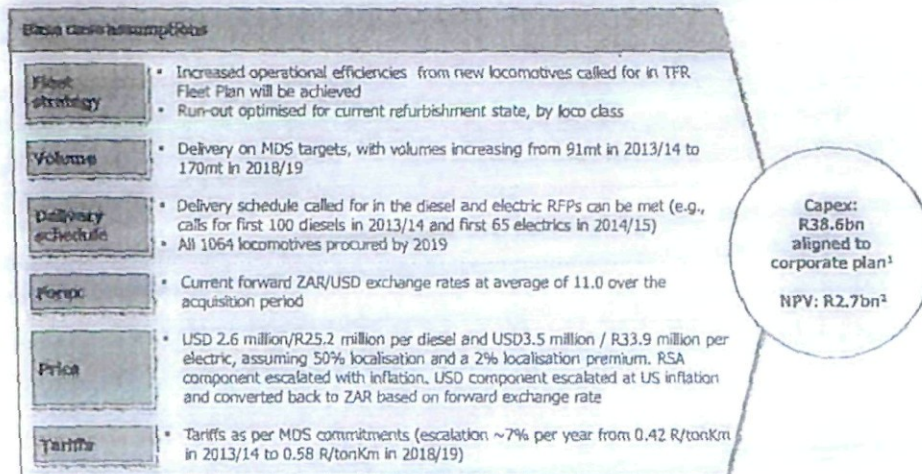 Base case assumptions
Fleet
strategy
• Increased operational efficiencies from new locomotives called for in TFR
Fleet Plan will be achieved
• Run-out optimised for current refurbishment state, by loco class
Volume
• Delivery on MDS targets, with volumes increasing from 91mt in 2013/14 to
170mt in 2018/19
Delivery
schedule
• Delivery schedule called for in the diesel and electric RFPs can be met (e.g.,
calls for first 100 diesels in 2013/14 and first 65 electrics in 2014/15)
• All 1064 locomotives procured by 2019
Forex
• Current forward ZAR/USD exchange rates at average of 11.0 over the
acquisition period
Price
• USD 2.6 million/R25.2 million per diesel and USD3.5 million / R33.9 million per
electric, assuming 50% localisation and a 2% localisation premium. RSA
component escalated with inflation. USD component escalated at US inflation
and converted back to ZAR based on forward exchange rate
Tariffs
• Tariffs as per MDS commitments (escalation ~7% per year from 0.42 R/tonKm
in 2013/14 to 0.58 R/tonKm in 2018/19)
Capex:
R38.6bn
aligned to
corporate plan¹
NPV: R2.7bn²